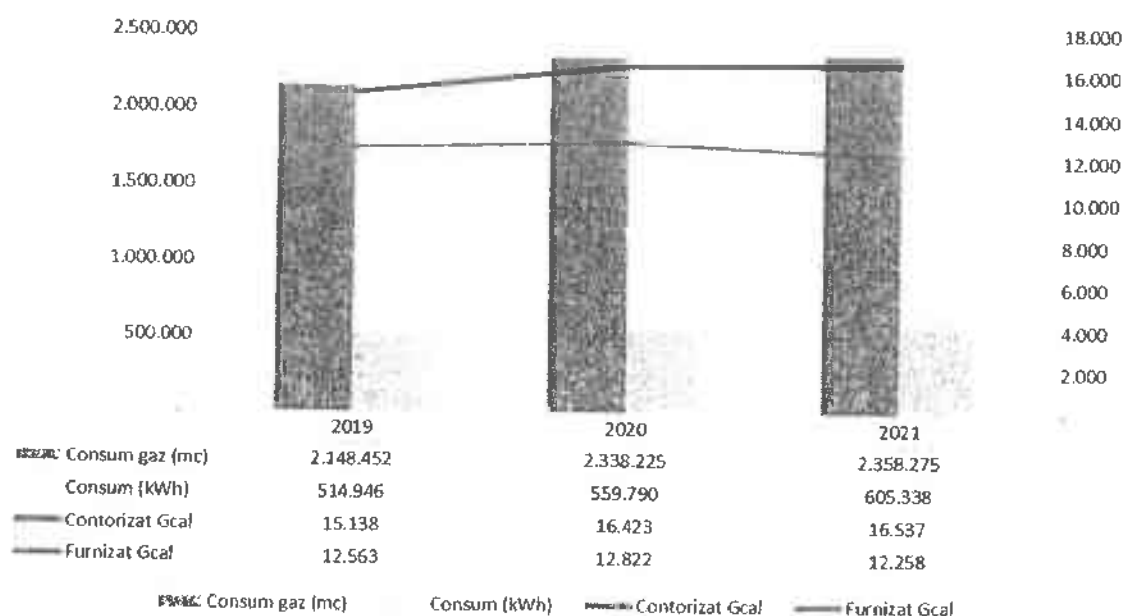 2.500.000
2.000.000
1.500.000
1.000.000
500.000
18.000
16.000
14.000
12.000
10.000
8.000
6.000
4.000
2.000
2019 2020 2021
Consum gaz (mc) 2.148.452 2.338.225 2.358.275
Consum (kWh) 514.946 559.790 605.338
Contorizat Gcal 15.138 16.423 16.537
Furnizat Gcal 12.563 12.822 12.258
Consum gaz (mc) Consum (kWh) Contorizat Gcal Furnizat Gcal